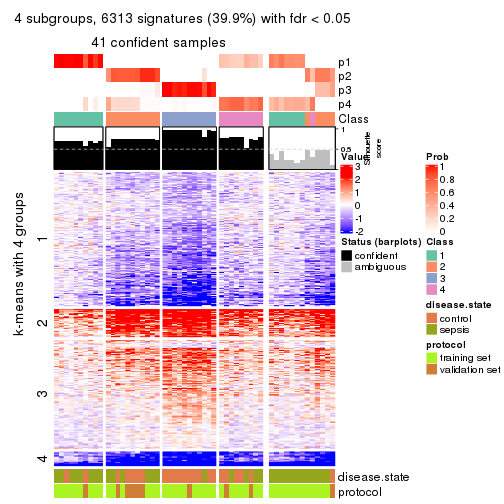 4 subgroups, 6313 signatures (39.9%) with fdr < 0.05
41 confident samples
p1
p2
p3
p4
Class
1
0.5
0
Silhouette
score
k-means with 4 groups
1
2
3
4
disease.state
protocol
Value
3
2
1
0
-1
-2
Prob
1
0.8
0.6
0.4
0.2
0
Status (barplots)
confident
ambiguous
Class
1
2
3
4
disease.state
control
sepsis
protocol
training set
validation set